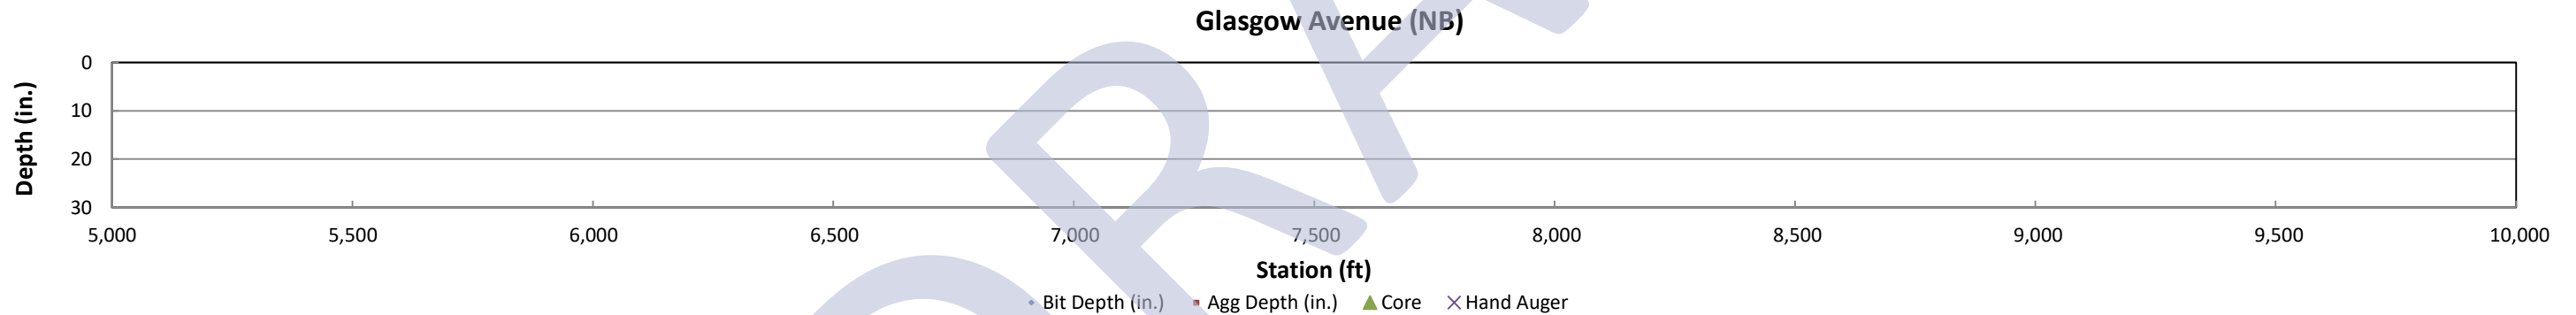 Glasgow Avenue (NB)
Depth (in.)
0
10
20
30
5,000 5,500 6,000 6,500 7,000 7,500 8,000 8,500 9,000 9,500 10,000
Station (ft)
Bit Depth (in.) Agg Depth (in.) Core Hand Auger